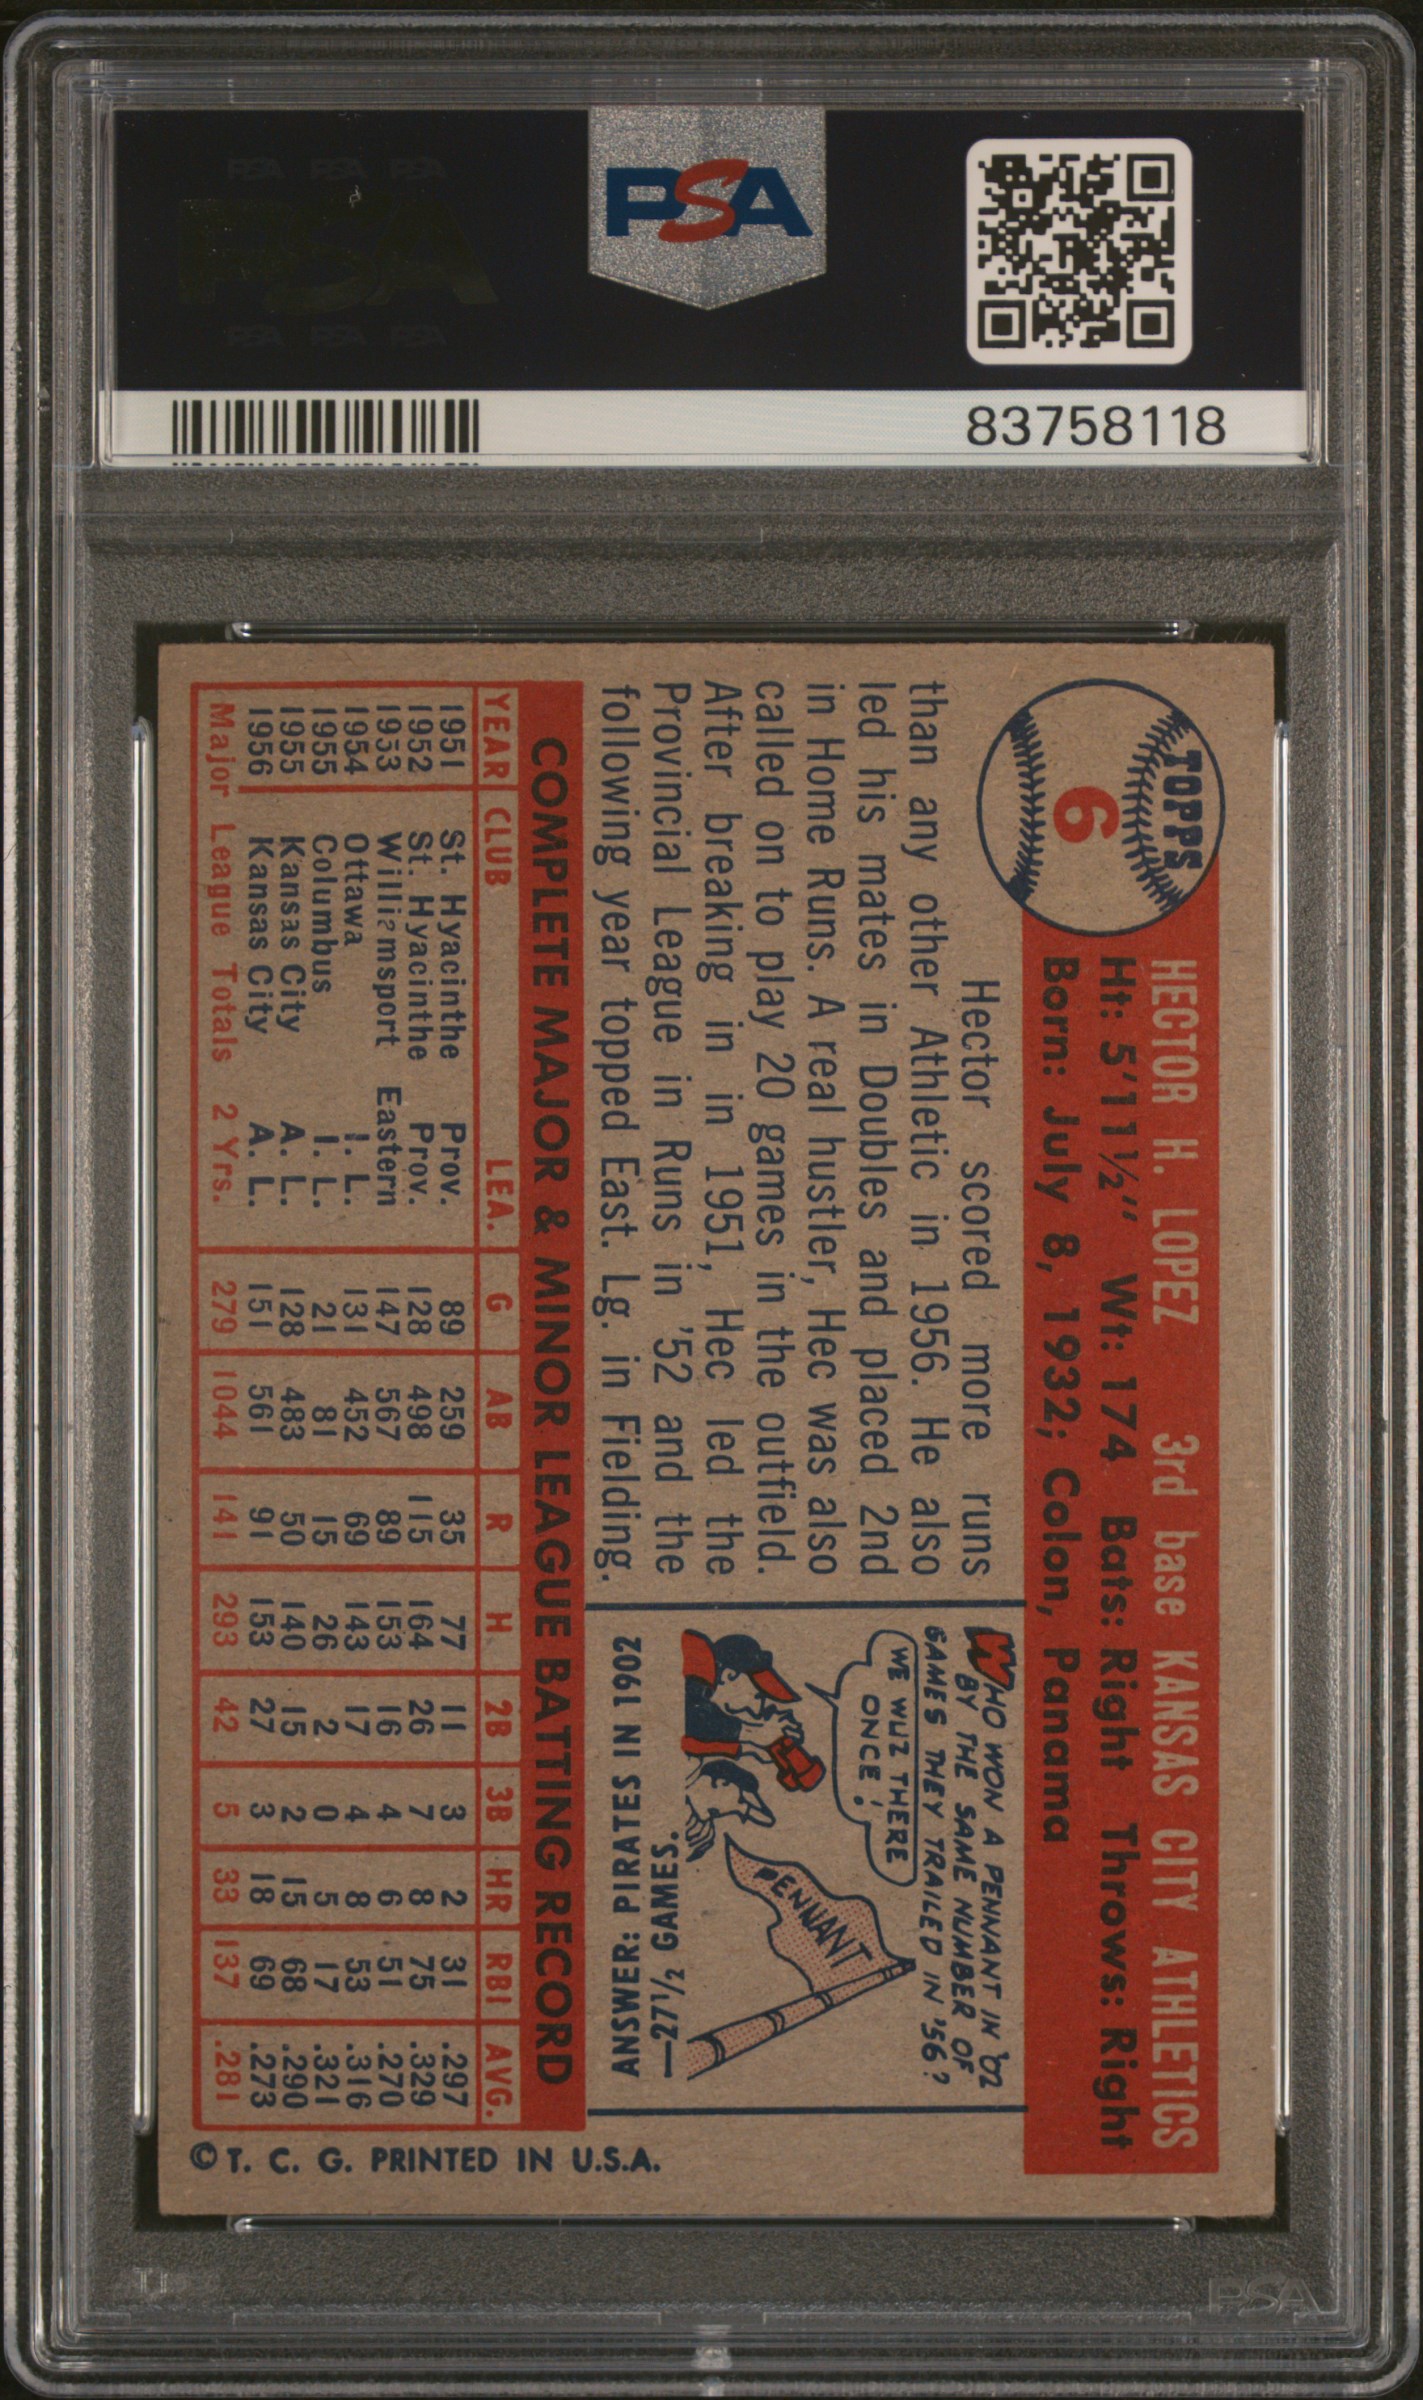 PSA PSA PSA
PSA
PSA PSA PSA
PSA
83758118
TOPPS
6
HECTOR H. LOPEZ 3rd base KANSAS CITY ATHLETICS
Ht: 5'11½" Wt: 174 Bats: Right Throws: Right
Born: July 8, 1932; Colon, Panama
Hector scored more runs
than any other Athletic in 1956. He also
led his mates in Doubles and placed 2nd
in Home Runs. A real hustler, Hec was also
called on to play 20 games in the outfield.
After breaking in in 1951, Hec led the
Provincial League in Runs in '52 and the
following year topped East. Lg. in Fielding.
WHO WON A PENNANT IN '02
BY THE SAME NUMBER OF
GAMES THEY TRAILED IN '56?
WE WUZ THERE
ONCE!
PENNANT
ANSWER: PIRATES IN 1902
—27½ GAMES.
COMPLETE MAJOR & MINOR LEAGUE BATTING RECORD
YEAR CLUB LEA. G AB R H 2B 3B HR RBI AVG.
1951 St. Hyacinthe Prov. 89 259 35 77 11 3 2 31 .297
1952 St. Hyacinthe Prov. 128 498 115 164 26 7 8 75 .329
1933 Williamsport Eastern 147 567 89 153 16 4 6 51 .270
1954 Ottawa I. L. 131 452 69 143 17 4 8 53 .316
1955 Columbus I. L. 21 81 15 26 2 0 5 17 .321
1955 Kansas City A. L. 128 483 50 140 15 2 15 68 .290
1956 Kansas City A. L. 151 561 91 153 27 3 18 69 .273
Major League Totals 2 Yrs. 279 1044 141 293 42 5 33 137 .281
© T. C. G. PRINTED IN U.S.A.
PSA